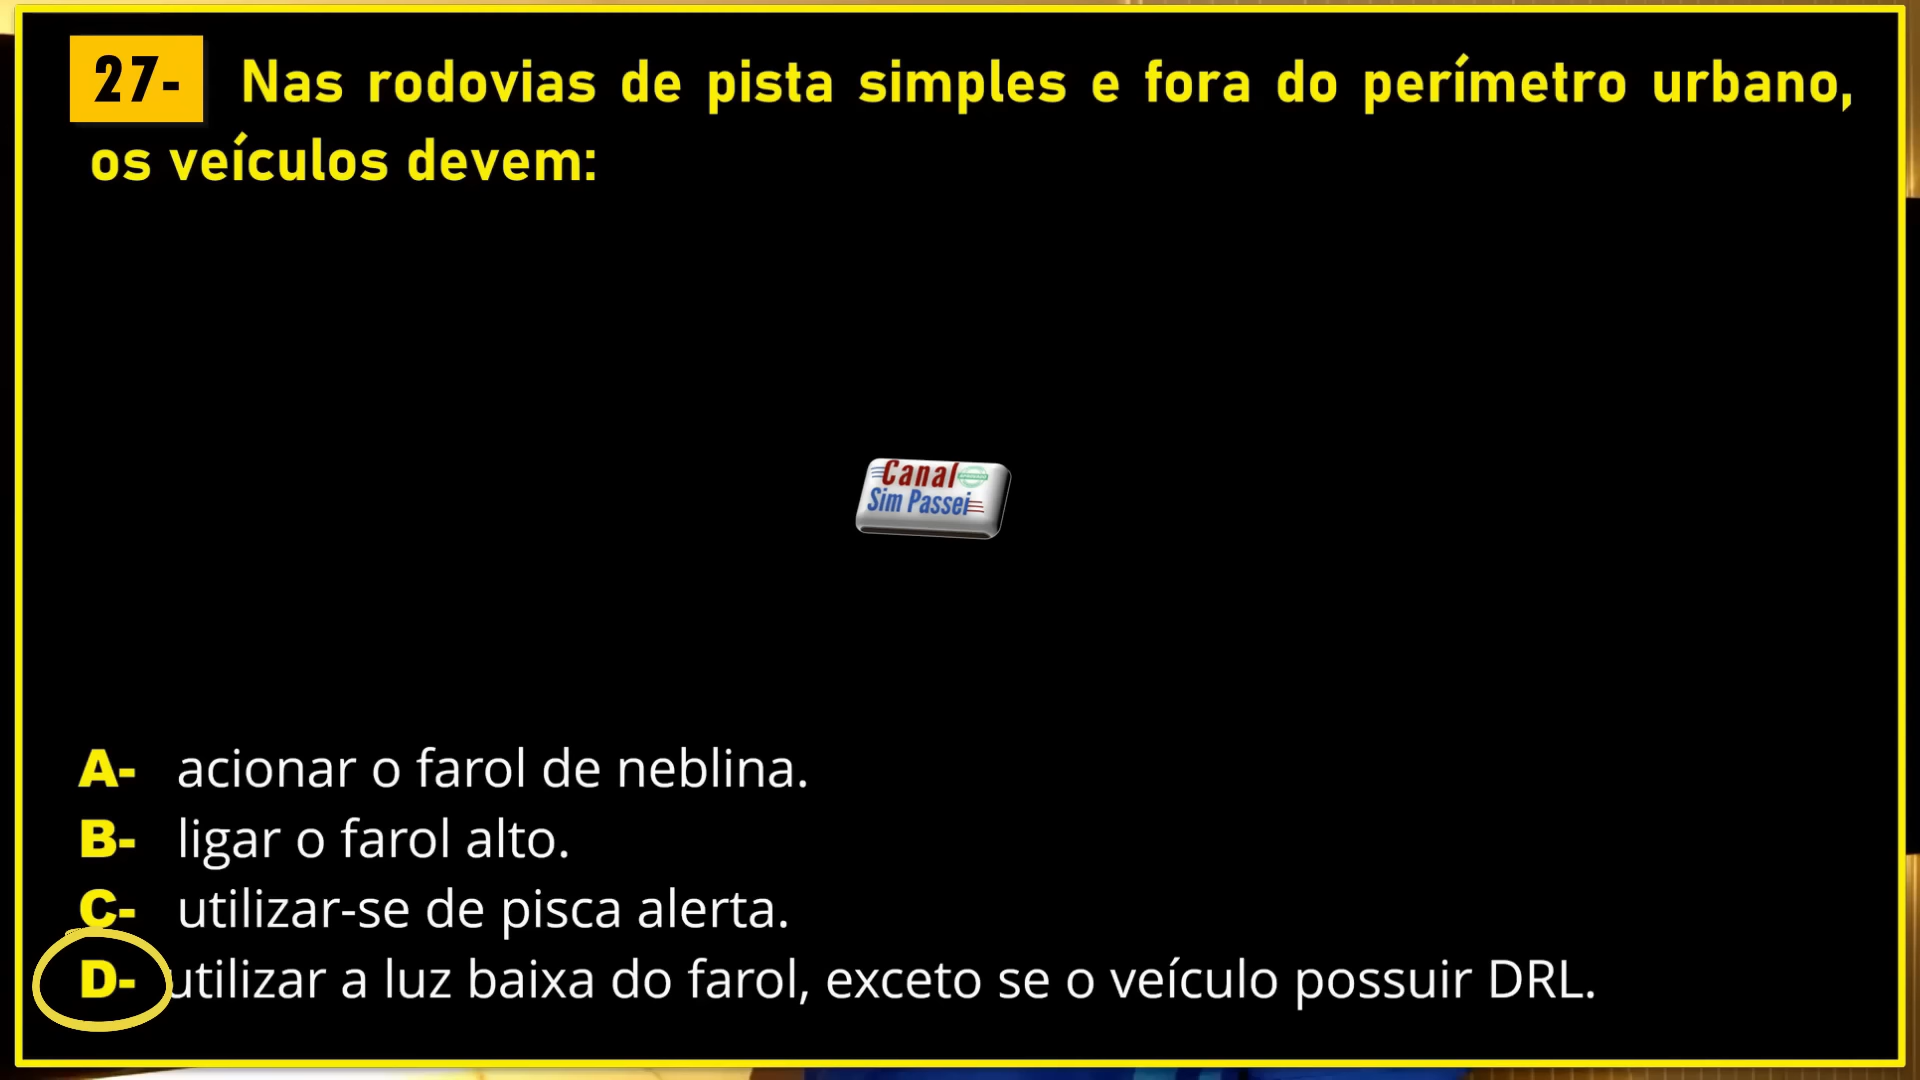 27- Nas rodovias de pista simples e fora do perímetro urbano,
os veículos devem:
Canal
Sim Passei
A- acionar o farol de neblina.
B- ligar o farol alto.
C- utilizar-se de pisca alerta.
D- utilizar a luz baixa do farol, exceto se o veículo possuir DRL.